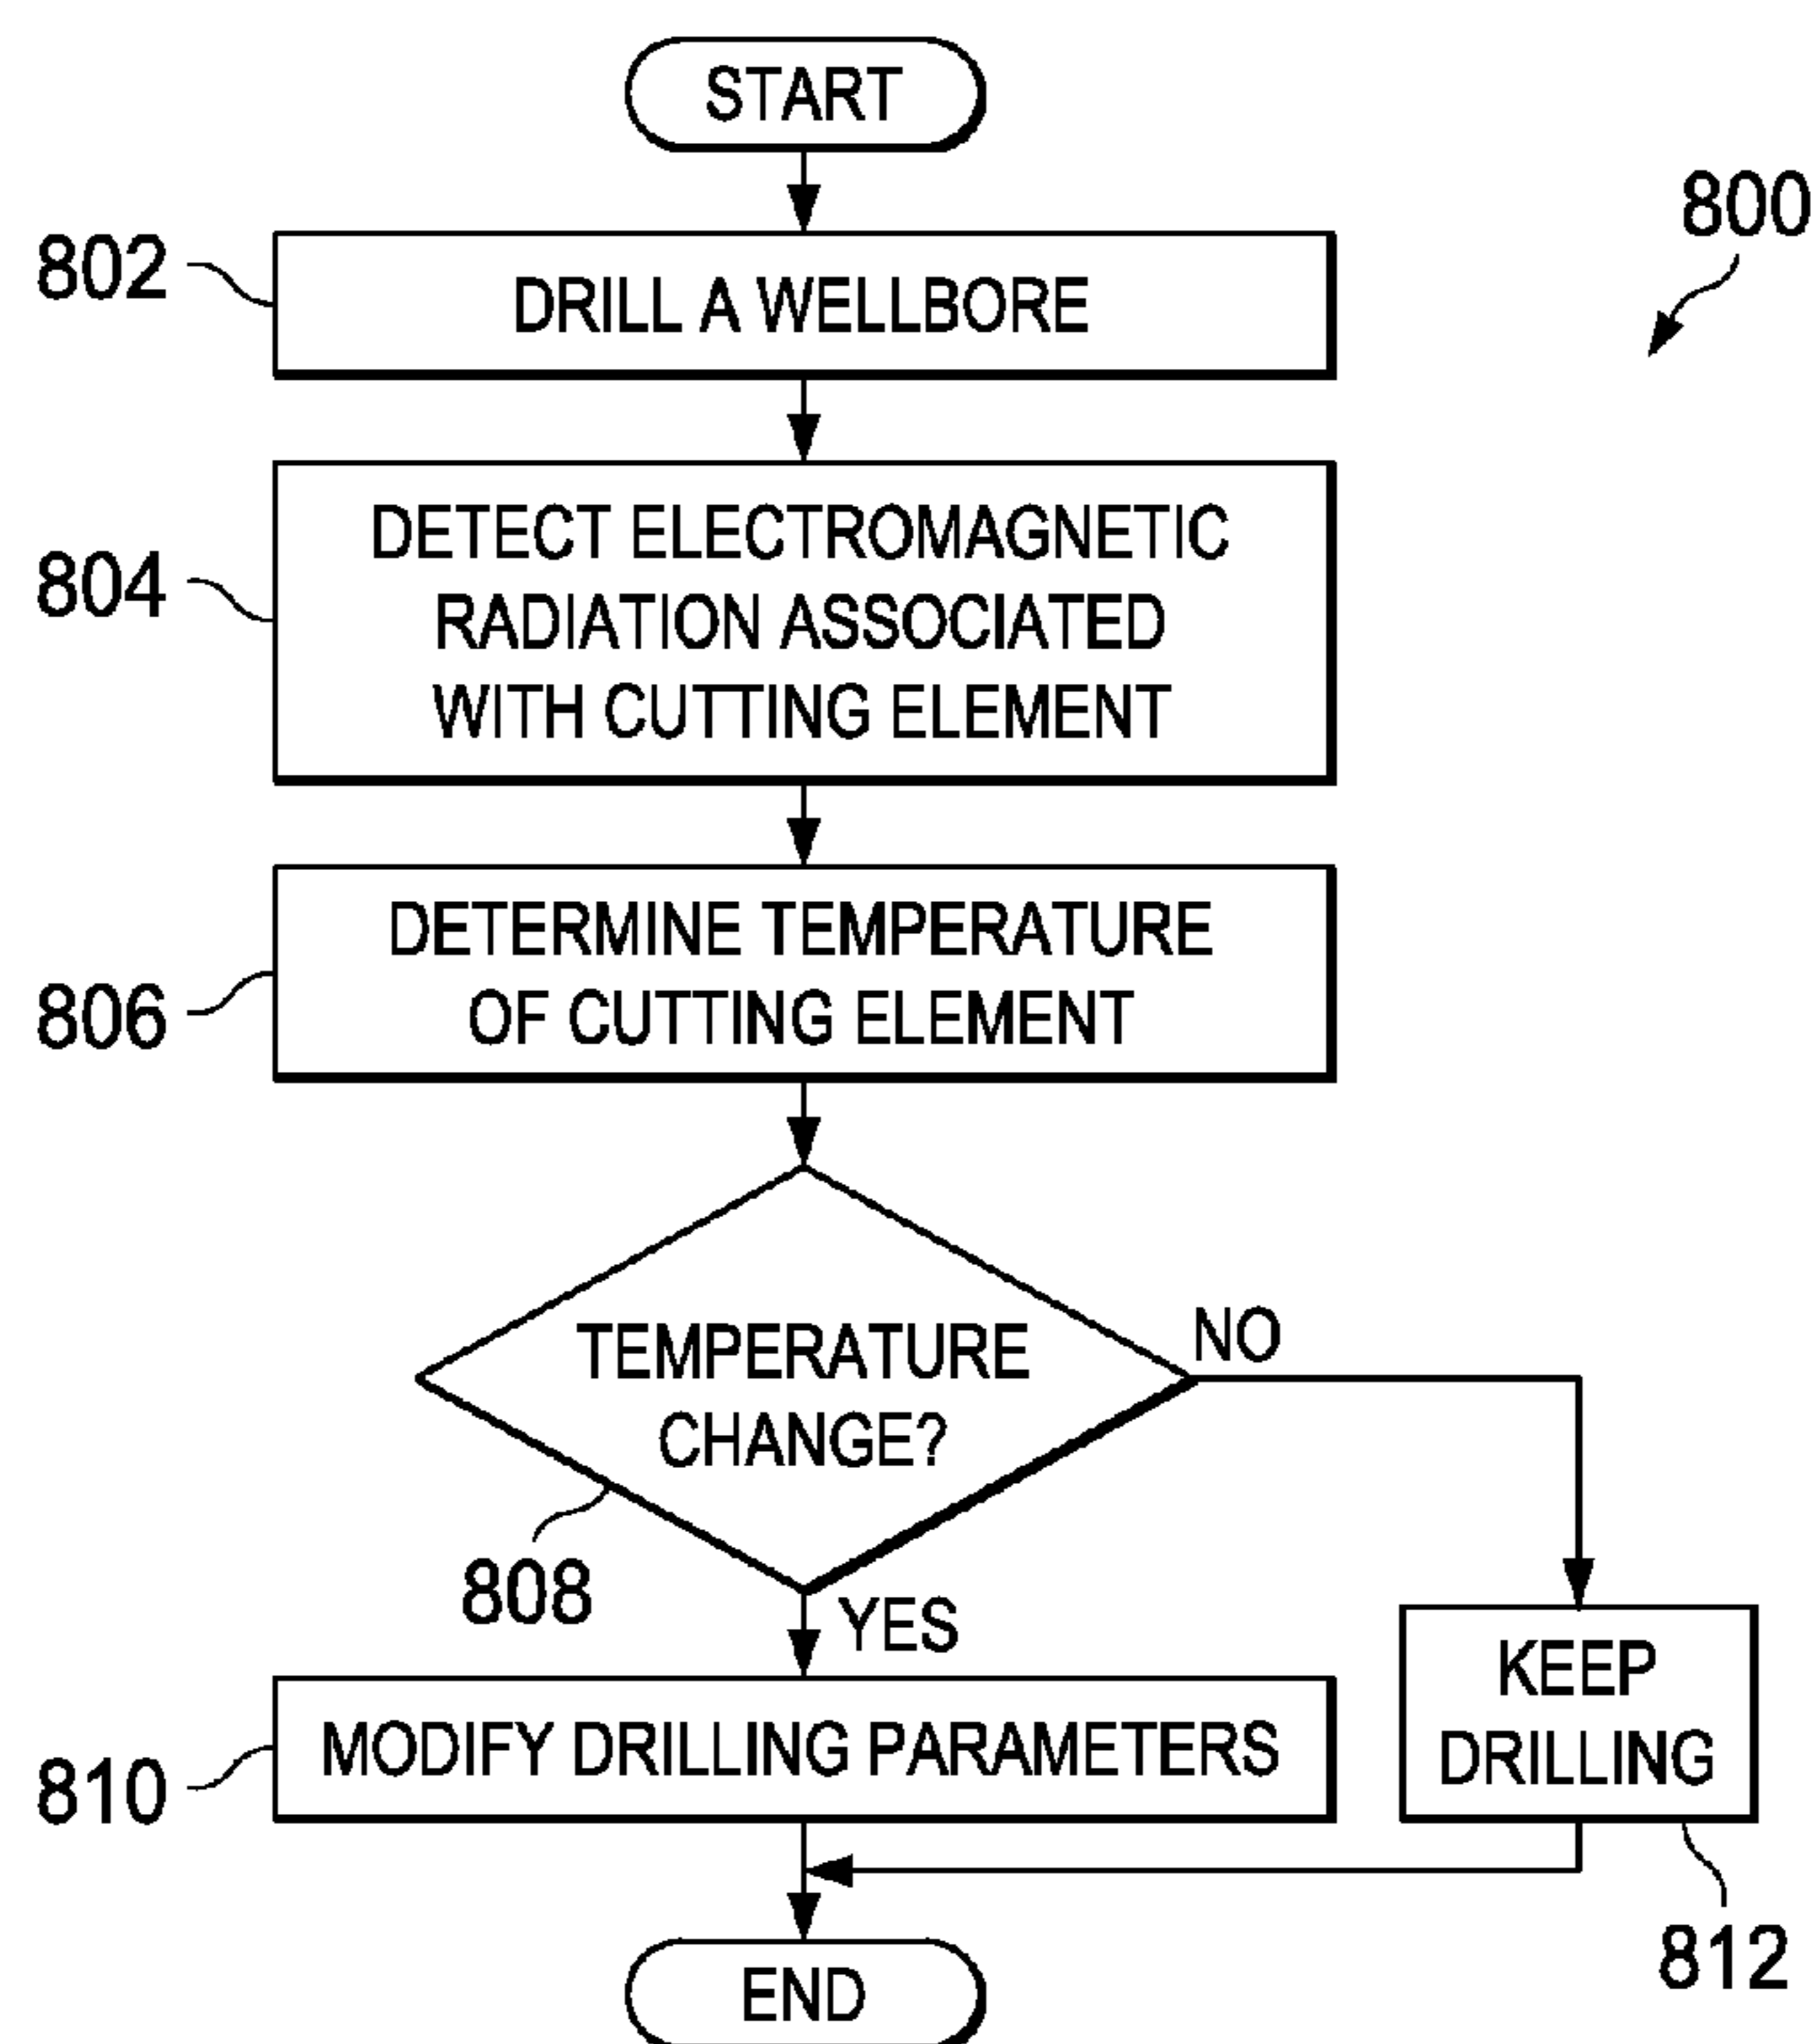 START
800
802
DRILL A WELLBORE
804
DETECT ELECTROMAGNETIC
RADIATION ASSOCIATED
WITH CUTTING ELEMENT
806
DETERMINE TEMPERATURE
OF CUTTING ELEMENT
TEMPERATURE
CHANGE?
NO
808
YES
810
MODIFY DRILLING PARAMETERS
KEEP
DRILLING
812
END